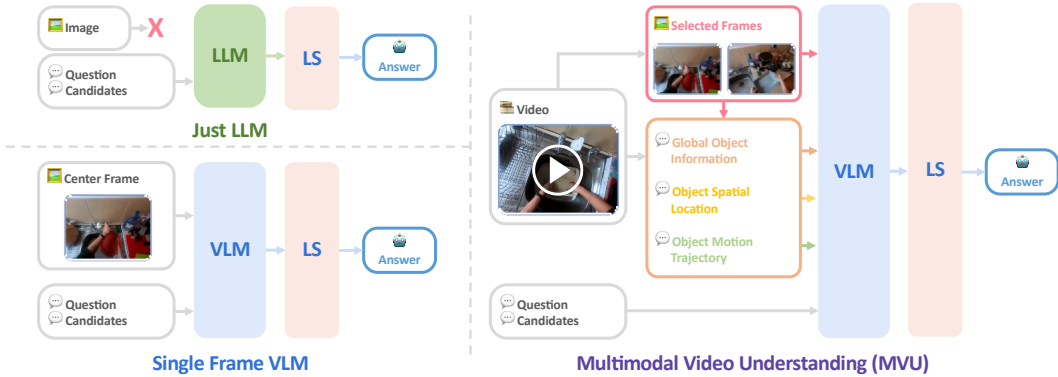 Image
X
Question
Candidates
LLM
LS
Answer
Just LLM
Center Frame
VLM
LS
Answer
Question
Candidates
Single Frame VLM
Selected Frames
Video
Global Object
Information
Object Spatial
Location
Object Motion
Trajectory
Question
Candidates
VLM
LS
Answer
Multimodal Video Understanding (MVU)